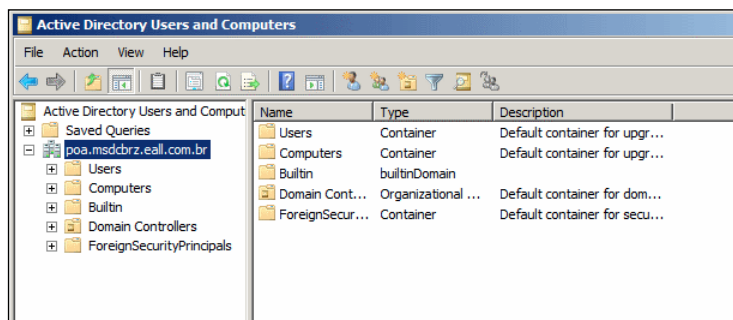 Active Directory Users and Computers
File Action View Help
Active Directory Users and Comput
Saved Queries
poa.msdcbrz.eall.com.br
Users
Computers
Builtin
Domain Controllers
ForeignSecurityPrincipals
Name Type Description
Users Container Default container for upgr...
Computers Container Default container for upgr...
Builtin builtinDomain
Domain Cont... Organizational ... Default container for dom...
ForeignSecur... Container Default container for secu...